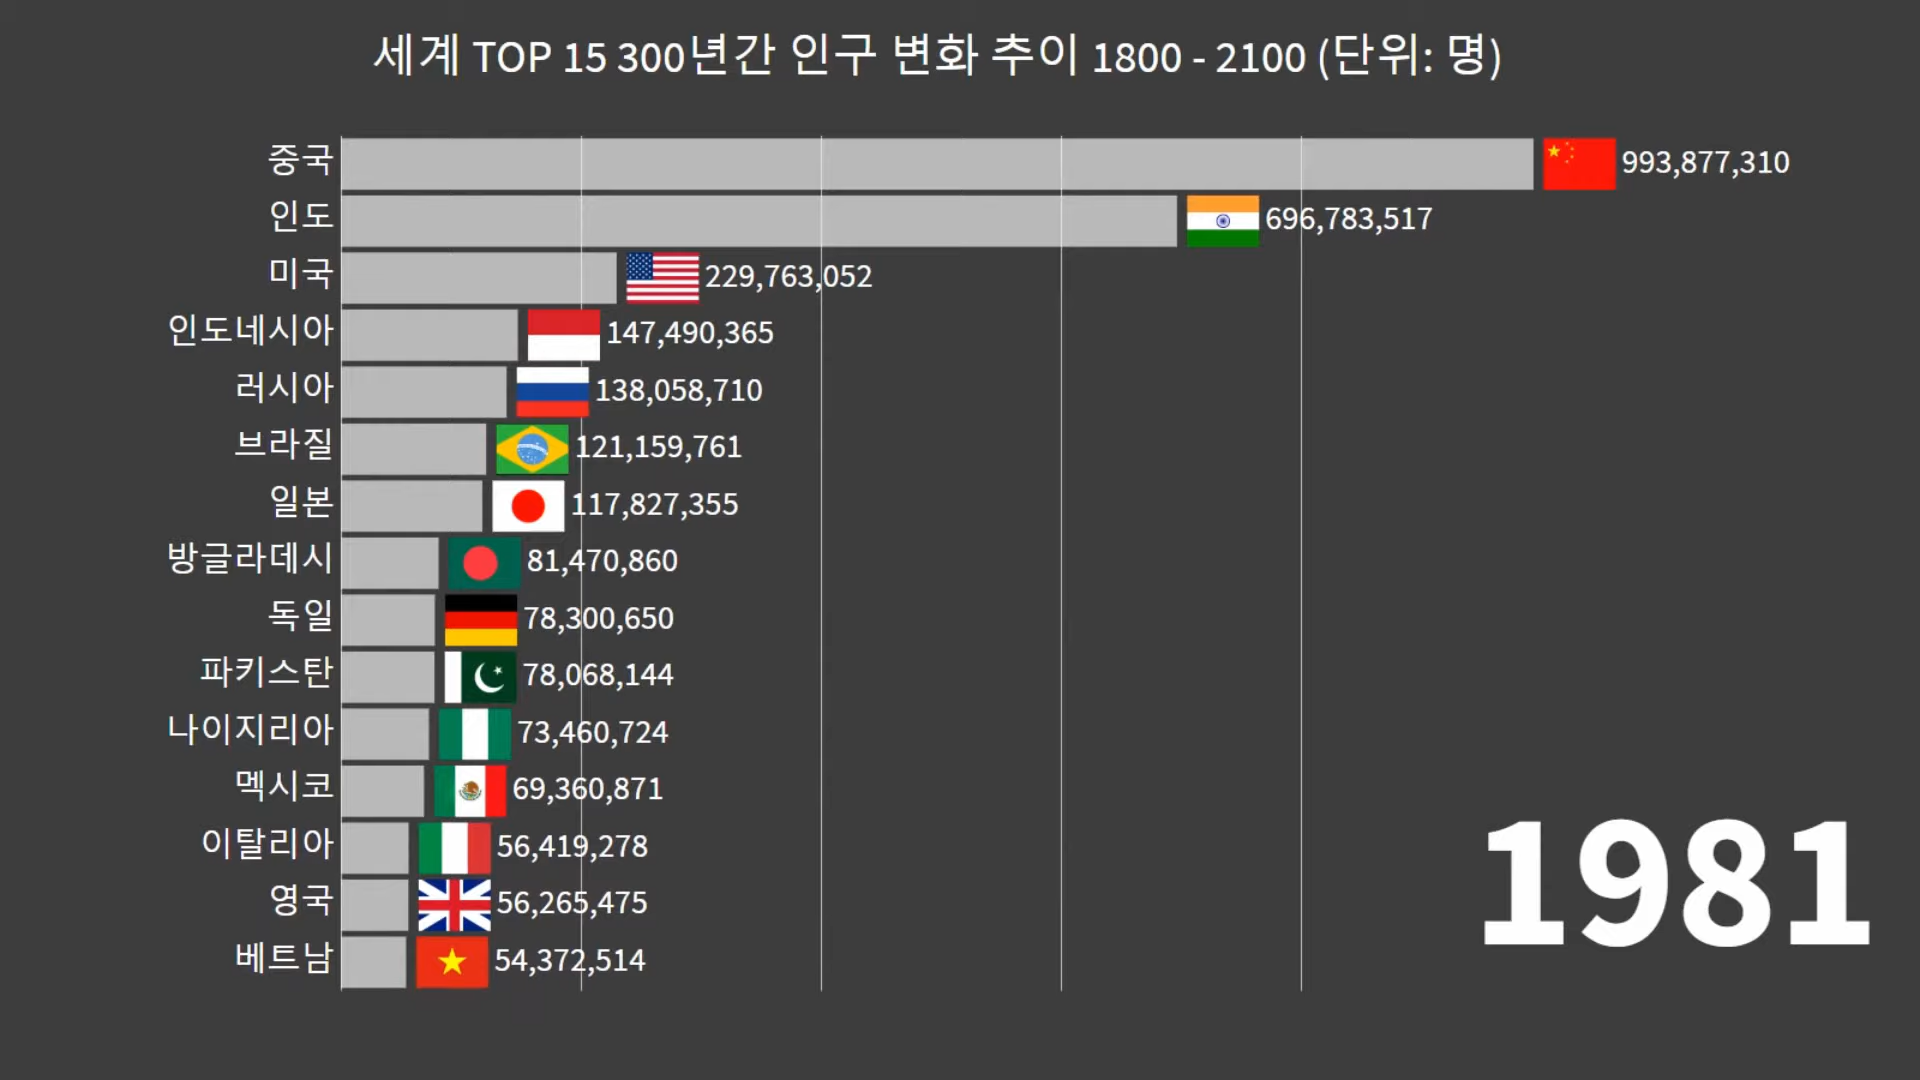 세계 TOP 15 300년간 인구 변화 추이 1800 - 2100 (단위: 명)
중국 993,877,310
인도 696,783,517
미국 229,763,052
인도네시아 147,490,365
러시아 138,058,710
브라질 121,159,761
일본 117,827,355
방글라데시 81,470,860
독일 78,300,650
파키스탄 78,068,144
나이지리아 73,460,724
멕시코 69,360,871
이탈리아 56,419,278
영국 56,265,475
베트남 54,372,514
1981